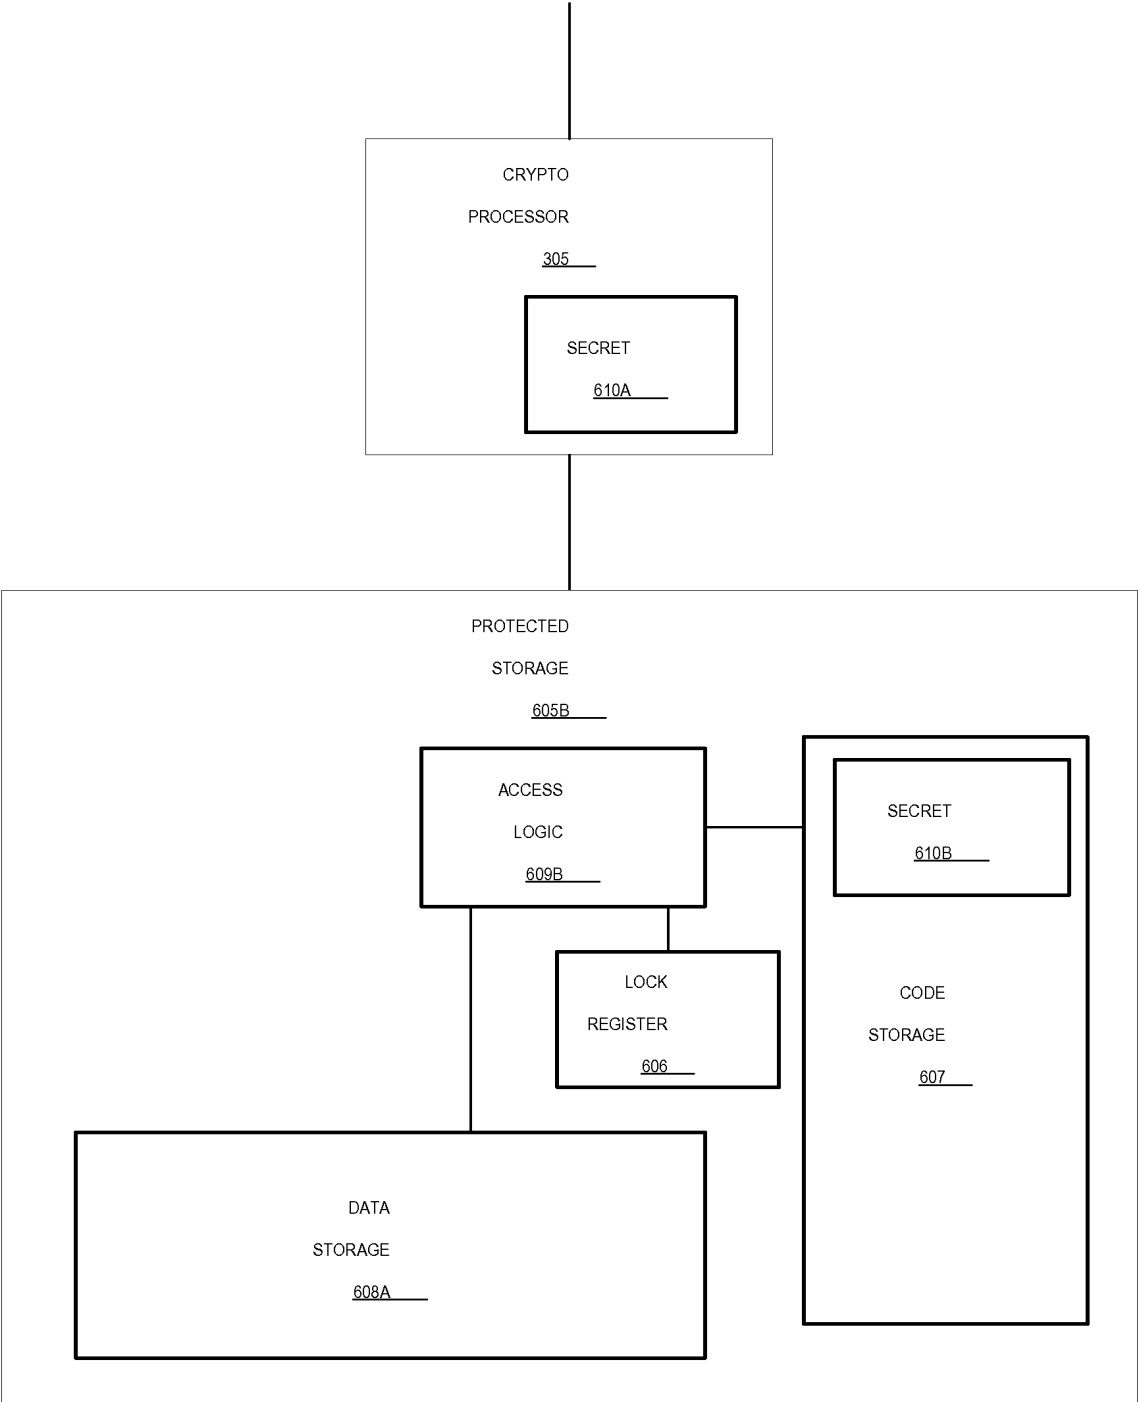 CRYPTO
PROCESSOR
305
SECRET
610A
PROTECTED
STORAGE
605B
ACCESS
LOGIC
609B
SECRET
610B
LOCK
REGISTER
606
CODE
STORAGE
607
DATA
STORAGE
608A